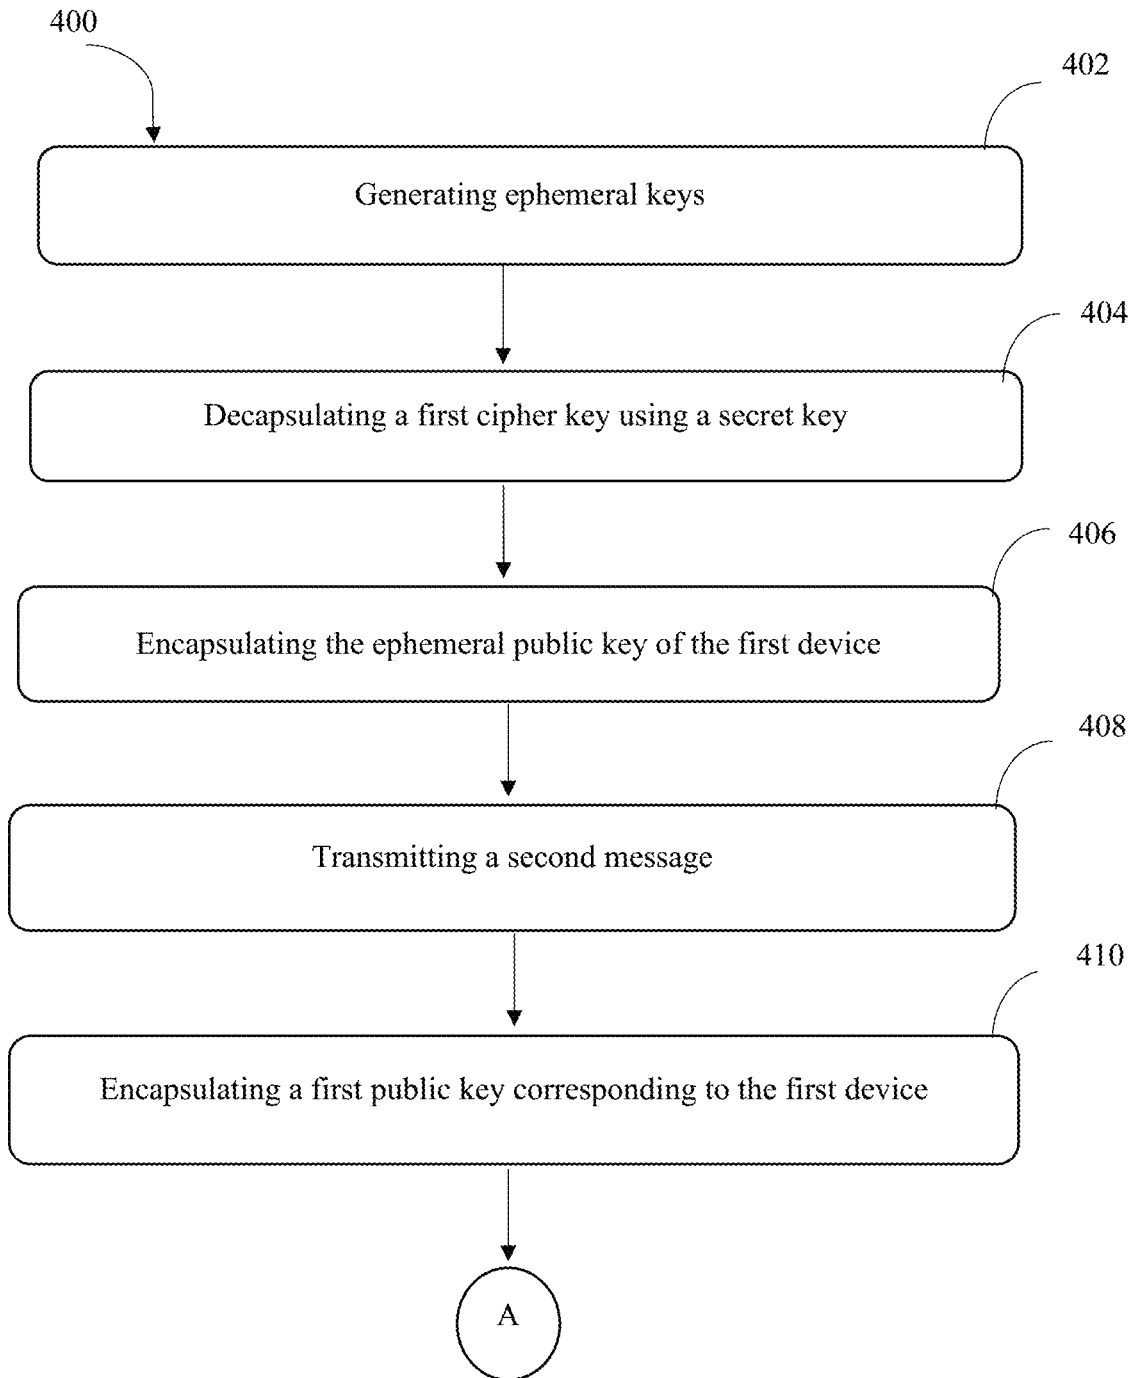 400
402
Generating ephemeral keys
404
Decapsulating a first cipher key using a secret key
406
Encapsulating the ephemeral public key of the first device
408
Transmitting a second message
410
Encapsulating a first public key corresponding to the first device
A